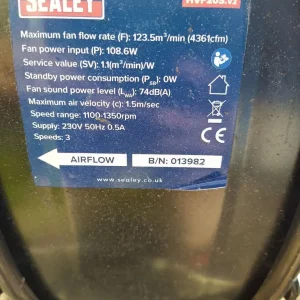 SEALEY
HVF20S.V2
Maximum fan flow rate (F): 123.5m³/min (4361cfm)
Fan power input (P): 108.6W
Service value (SV): 1.1(m³/min)/W
Standby power consumption (PSB): 0W
Fan sound power level (LWA): 74dB(A)
Maximum air velocity (c): 1.5m/sec
Speed range: 1100-1350rpm
Supply: 230V 50Hz 0.5A
Speeds: 3
CE
AIRFLOW
B/N: 013982
www.sealey.co.uk